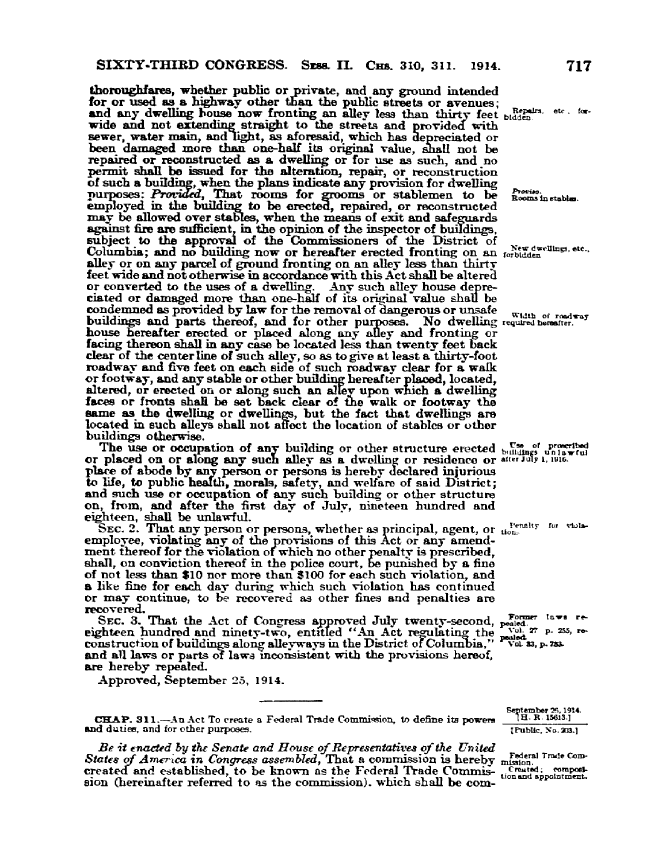 SIXTY-THIRD CONGRESS. Sess. II. Chs. 310, 311. 1914. 717
thoroughfares, whether public or private, and any ground intended
for or used as a highway other than the public streets or avenues;
and any dwelling house now fronting an alley less than thirty feet
wide and not extending straight to the streets and provided with
sewer, water main, and light, as aforesaid, which has depreciated or
been damaged more than one-half its original value, shall not be
repaired or reconstructed as a dwelling or for use as such, and no
permit shall be issued for the alteration, repair, or reconstruction
of such a building, when the plans indicate any provision for dwelling
purposes: Provided, That rooms for grooms or stablemen to be
employed in the building to be erected, repaired, or reconstructed
may be allowed over stables, when the means of exit and safeguards
against fire are sufficient, in the opinion of the inspector of buildings,
subject to the approval of the Commissioners of the District of
Columbia; and no building now or hereafter erected fronting on an
alley or on any parcel of ground fronting on an alley less than thirty
feet wide and not otherwise in accordance with this Act shall be altered
or converted to the uses of a dwelling. Any such alley house depre-
ciated or damaged more than one-half of its original value shall be
condemned as provided by law for the removal of dangerous or unsafe
buildings and parts thereof, and for other purposes. No dwelling
house hereafter erected or placed along any alley and fronting or
facing thereon shall in any case be located less than twenty feet back
clear of the center line of such alley, so as to give at least a thirty-foot
roadway and five feet on each side of such roadway clear for a walk
or footway, and any stable or other building hereafter placed, located,
altered, or erected on or along such an alley upon which a dwelling
faces or fronts shall be set back clear of the walk or footway the
same as the dwelling or dwellings, but the fact that dwellings are
located in such alleys shall not affect the location of stables or other
buildings otherwise.
The use or occupation of any building or other structure erected
or placed on or along any such alley as a dwelling or residence or
place of abode by any person or persons is hereby declared injurious
to life, to public health, morals, safety, and welfare of said District;
and such use or occupation of any such building or other structure
on, from, and after the first day of July, nineteen hundred and
eighteen, shall be unlawful.
Sec. 2. That any person or persons, whether as principal, agent, or
employee, violating any of the provisions of this Act or any amend-
ment thereof for the violation of which no other penalty is prescribed,
shall, on conviction thereof in the police court, be punished by a fine
of not less than $10 nor more than $100 for each such violation, and
a like fine for each day during which such violation has continued
or may continue, to be recovered as other fines and penalties are
recovered.
Sec. 3. That the Act of Congress approved July twenty-second,
eighteen hundred and ninety-two, entitled "An Act regulating the
construction of buildings along alleyways in the District of Columbia,"
and all laws or parts of laws inconsistent with the provisions hereof,
are hereby repealed.
Approved, September 25, 1914.
CHAP. 311.—An Act To create a Federal Trade Commission, to define its powers
and duties, and for other purposes.
Be it enacted by the Senate and House of Representatives of the United
States of America in Congress assembled, That a commission is hereby
created and established, to be known as the Federal Trade Commis-
sion (hereinafter referred to as the commission), which shall be com-
Repairs, etc., for-
bidden.
Proviso.
Rooms in stables.
New dwellings, etc.,
forbidden
Width of roadway
required hereafter.
Use of proscribed
buildings unlawful
after July 1, 1916.
Penalty for viola-
tion.
Former laws re-
pealed.
Vol. 27 p. 255, re-
pealed.
Vol. 33, p. 733.
September 26, 1914.
[H. R. 15613.]
[Public, No. 203.]
Federal Trade Com-
mission.
Created; composi-
tion and appointment.